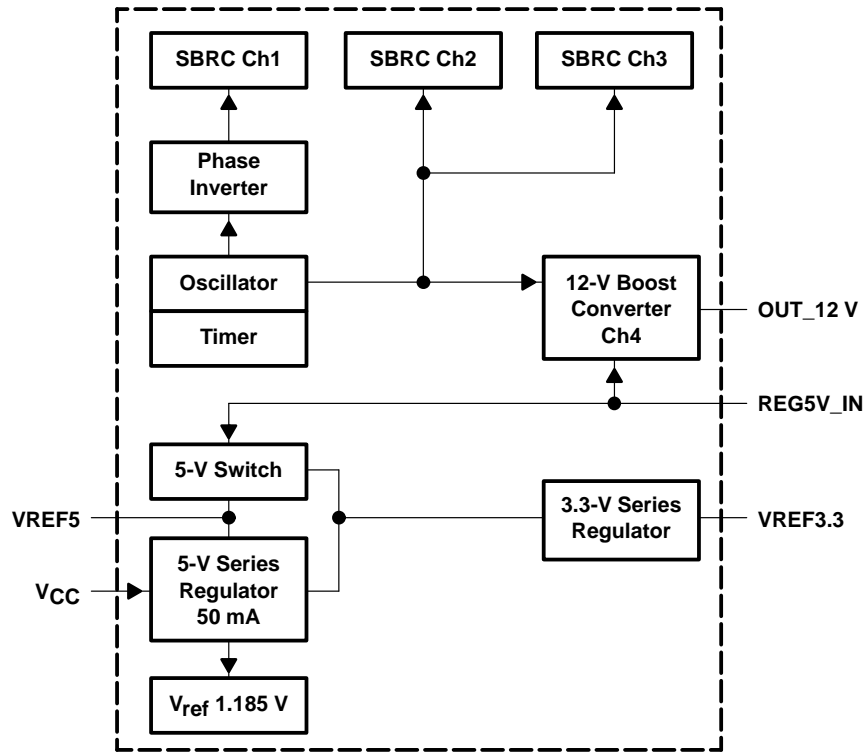 SBRC Ch1
SBRC Ch2
SBRC Ch3
Phase
Inverter
Oscillator
Timer
12-V Boost
Converter
Ch4
OUT_12 V
REG5V_IN
5-V Switch
VREF5
3.3-V Series
Regulator
VREF3.3
5-V Series
Regulator
50 mA
VCC
Vref 1.185 V